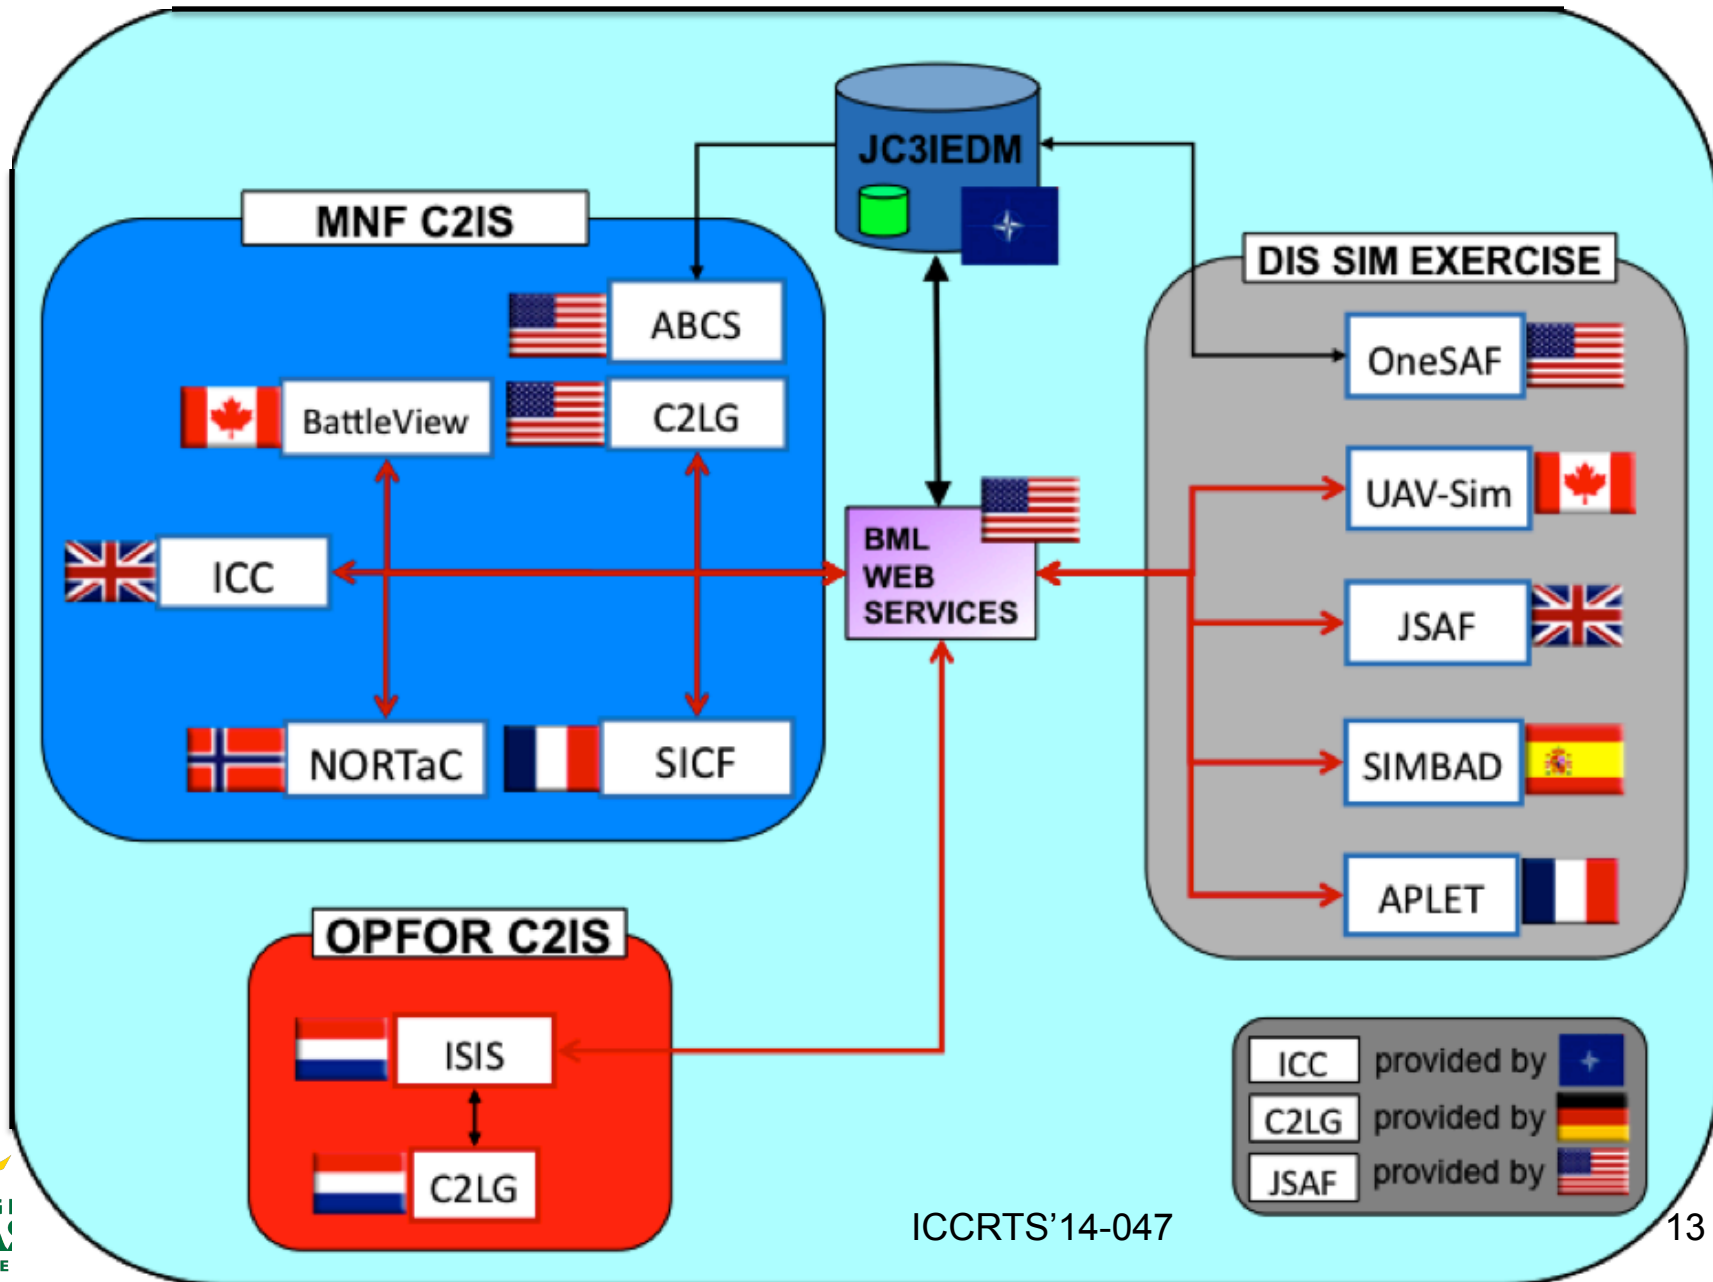 JC3IEDM
MNF C2IS
DIS SIM EXERCISE
ABCS
OneSAF
BattleView
C2LG
UAV-Sim
BML
WEB
SERVICES
ICC
JSAF
NORTaC
SICF
SIMBAD
APLET
OPFOR C2IS
ISIS
C2LG
ICC provided by
C2LG provided by
JSAF provided by
ICCRTS'14-047
13